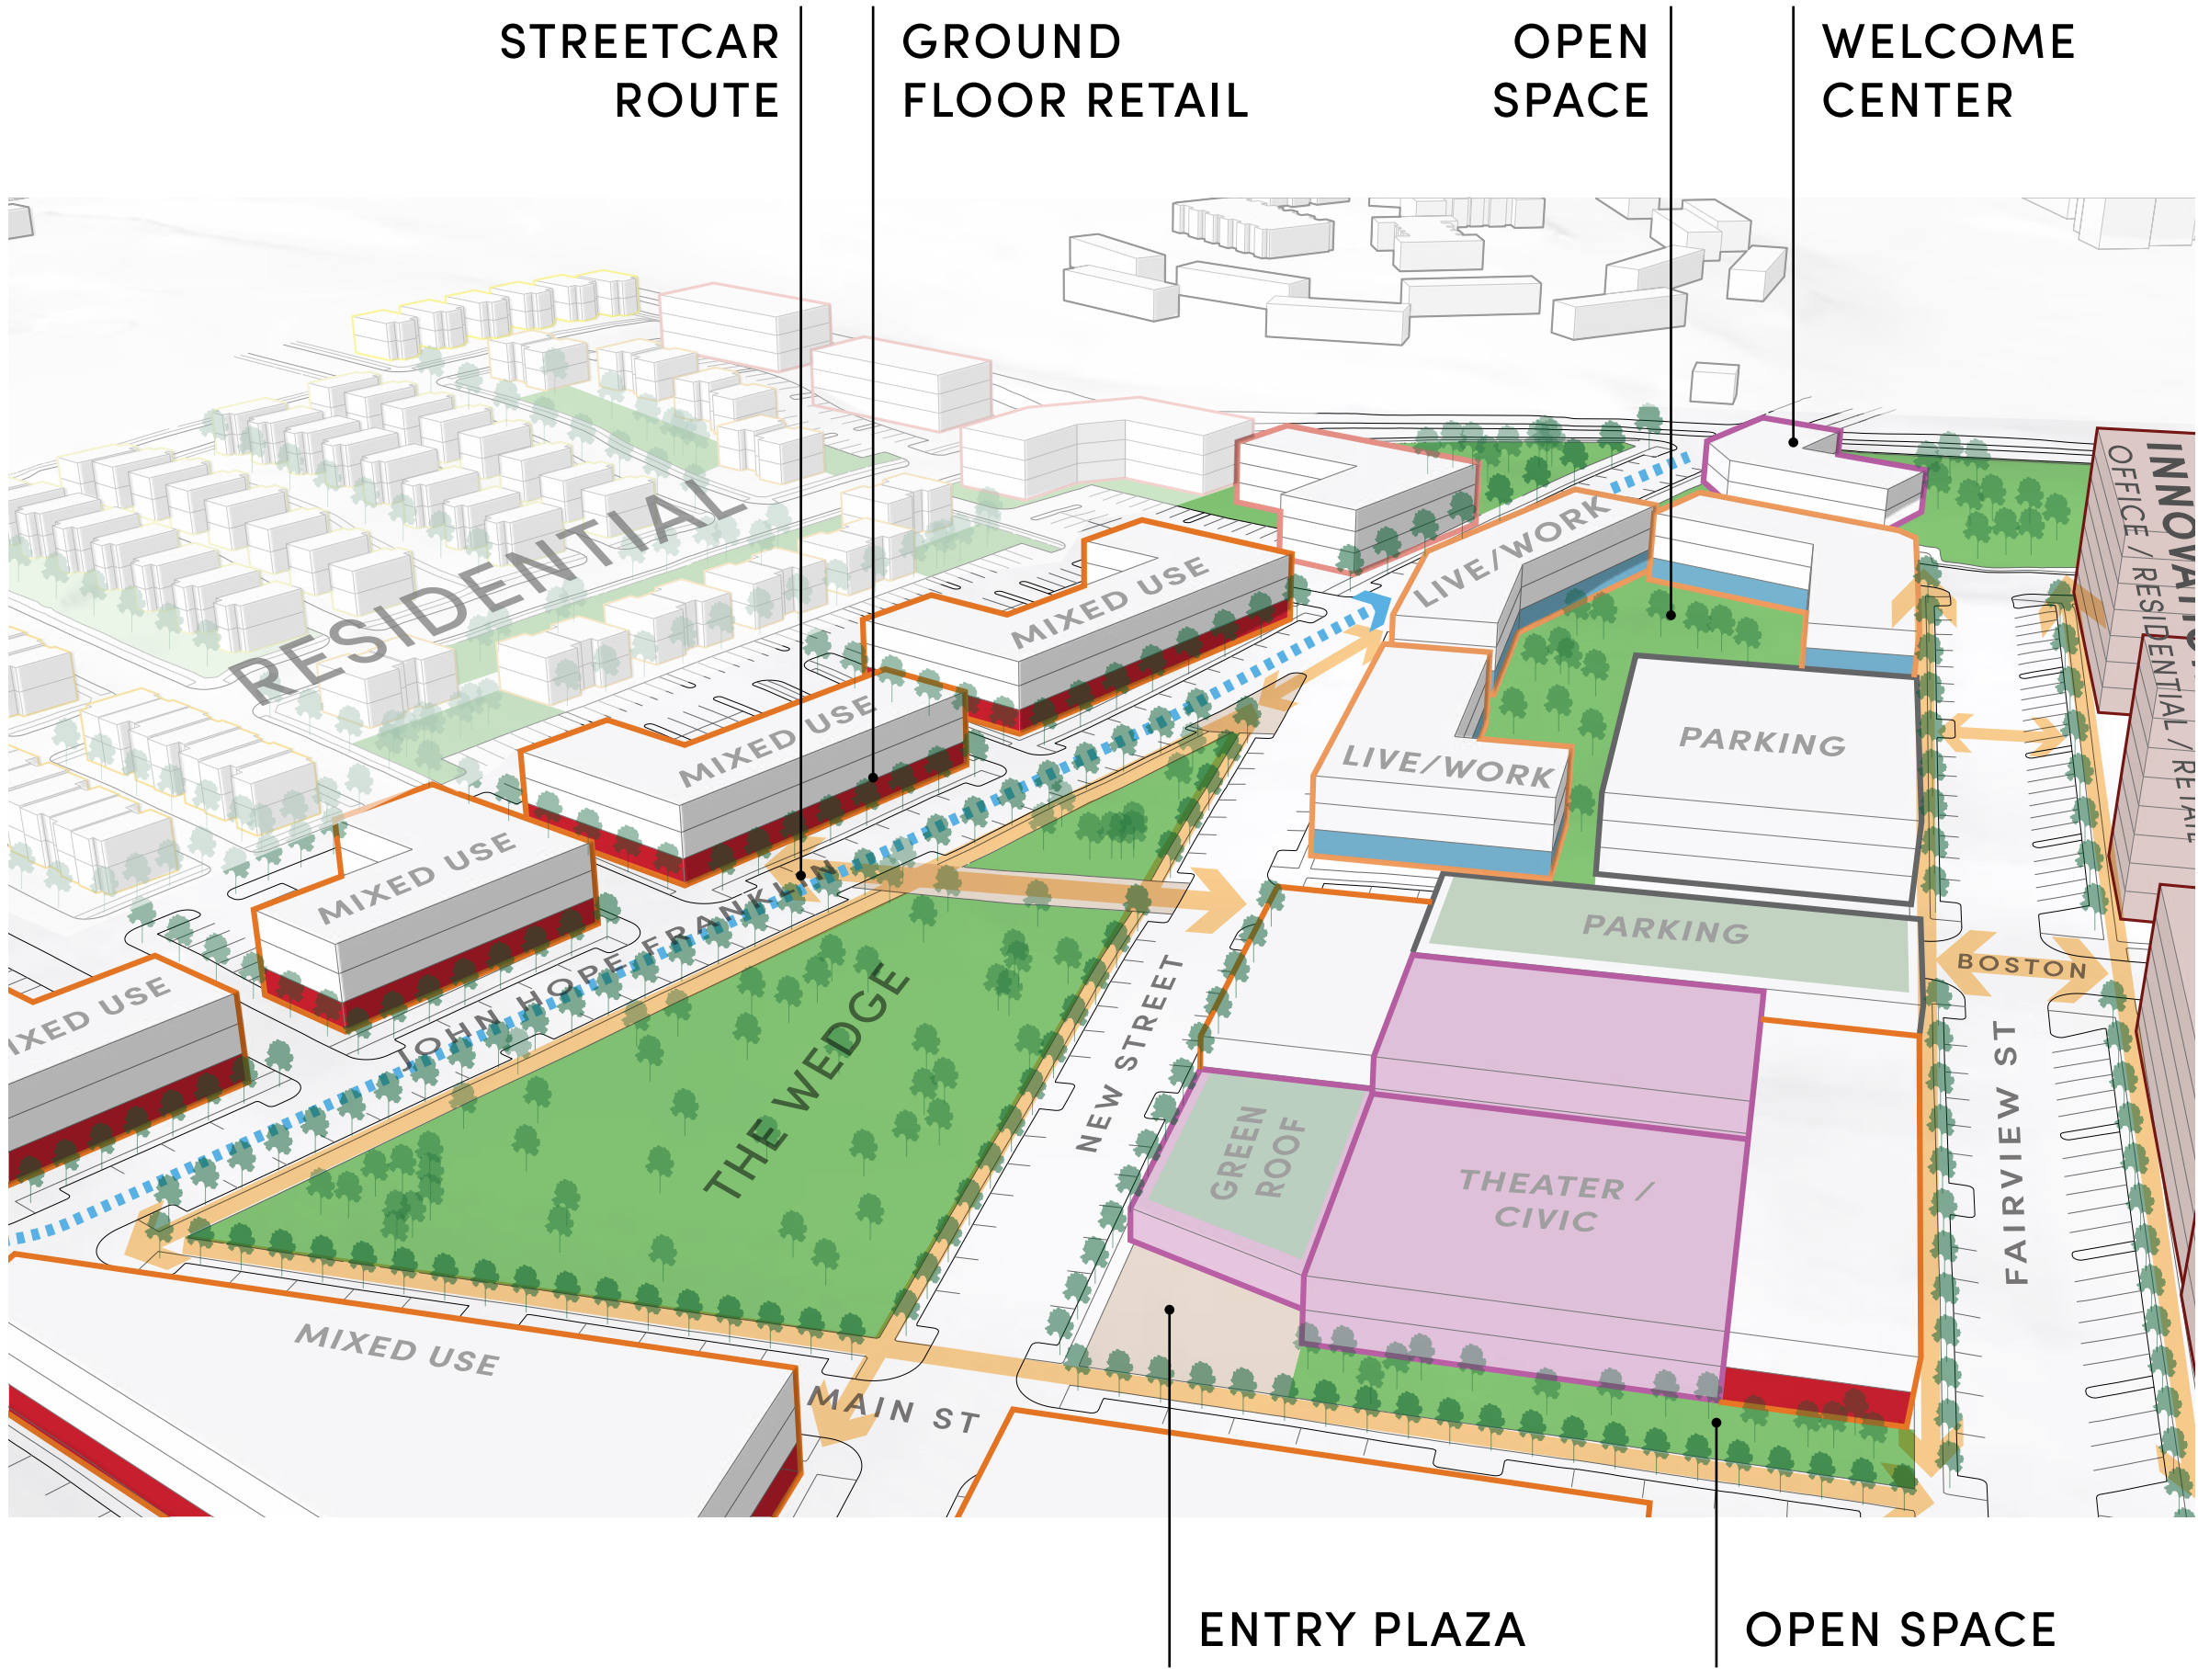 STREETCAR
ROUTE
GROUND
FLOOR RETAIL
OPEN
SPACE
WELCOME
CENTER
RESIDENTIAL
MIXED USE
LIVE/WORK
OFFICE / RESIDENTIAL / RETAIL
MIXED USE
LIVE/WORK
PARKING
MIXED USE
PARKING
JOHN HOPE FRANKLIN
BOSTON
IXED USE
THE WEDGE
NEW STREET
FAIRVIEW ST
GREEN
ROOF
THEATER /
CIVIC
MIXED USE
MAIN ST
ENTRY PLAZA
OPEN SPACE